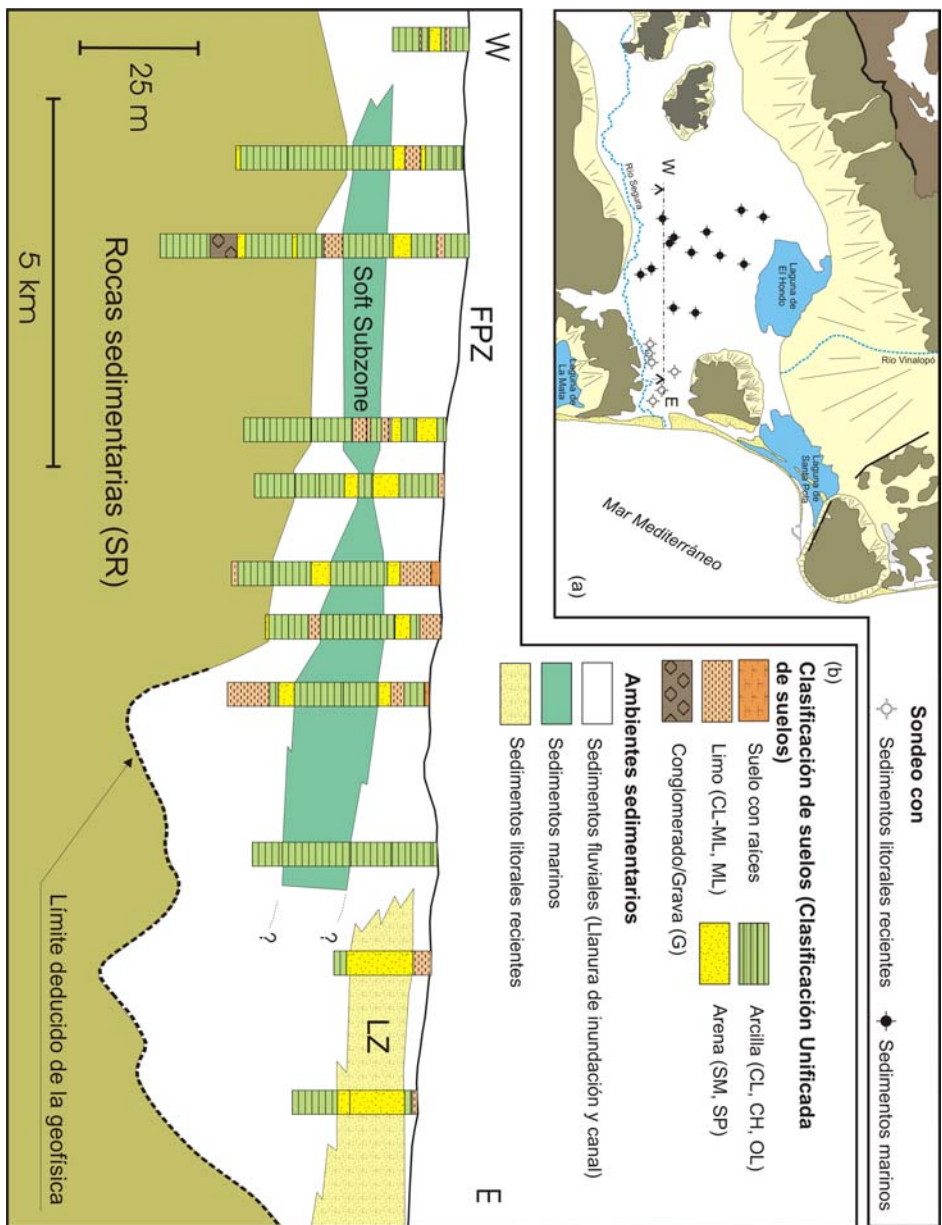 Sondeo con
Sedimentos litorales recientes
Sedimentos marinos
Río Vinalopó
Laguna de
El Hondo
Laguna de
Santa Pola
W
E
Río Segura
Laguna de
La Mata
Mar Mediterráneo
(a)
(b)
Clasificación de suelos (Clasificación Unificada
de suelos)
Suelo con raíces
Arcilla (CL, CH, OL)
Limo (CL-ML, ML)
Arena (SM, SP)
Conglomerado/Grava (G)
Ambientes sedimentarios
Sedimentos fluviales (Llanura de inundación y canal)
Sedimentos marinos
Sedimentos litorales recientes
W
E
FPZ
Soft Subzone
LZ
?
?
Rocas sedimentarias (SR)
25 m
5 km
Límite deducido de la geofísica